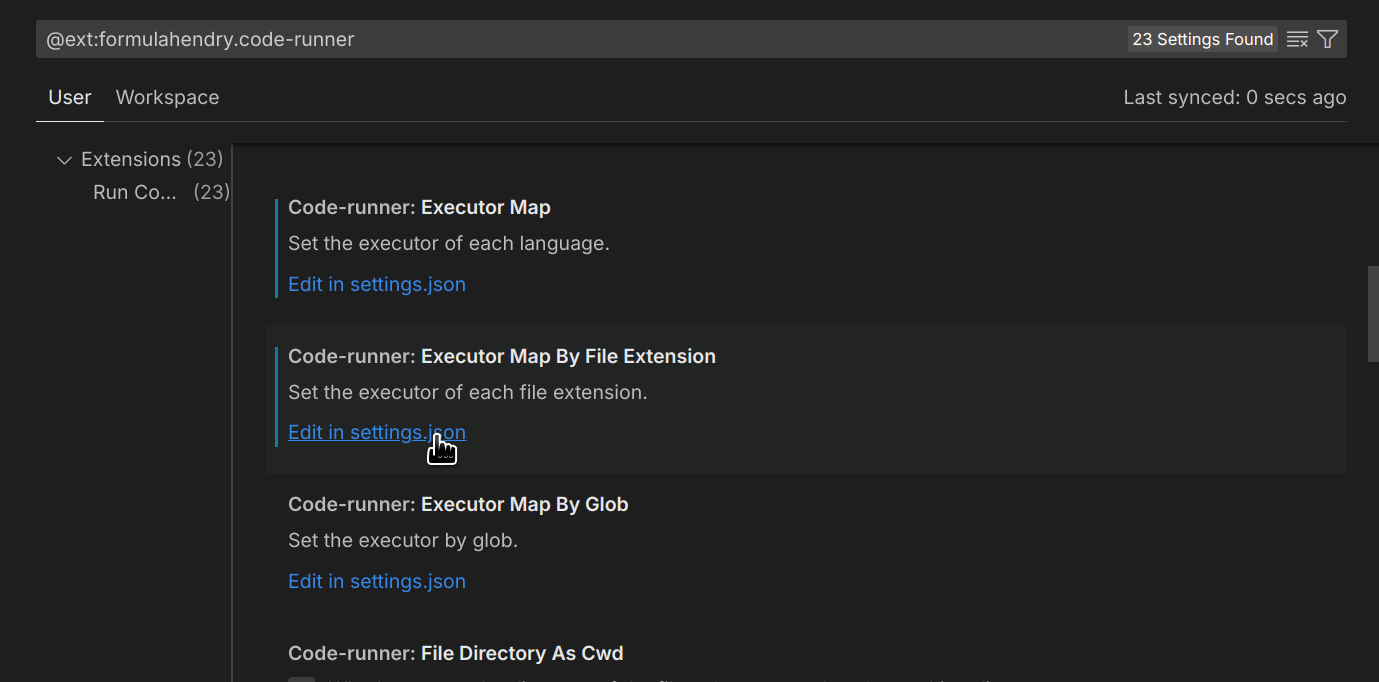 @ext:formulahendry.code-runner 23 Settings Found
User Workspace Last synced: 0 secs ago
Extensions (23)
Run Co... (23)
Code-runner: Executor Map
Set the executor of each language.
Edit in settings.json
Code-runner: Executor Map By File Extension
Set the executor of each file extension.
Edit in settings.json
Code-runner: Executor Map By Glob
Set the executor by glob.
Edit in settings.json
Code-runner: File Directory As Cwd